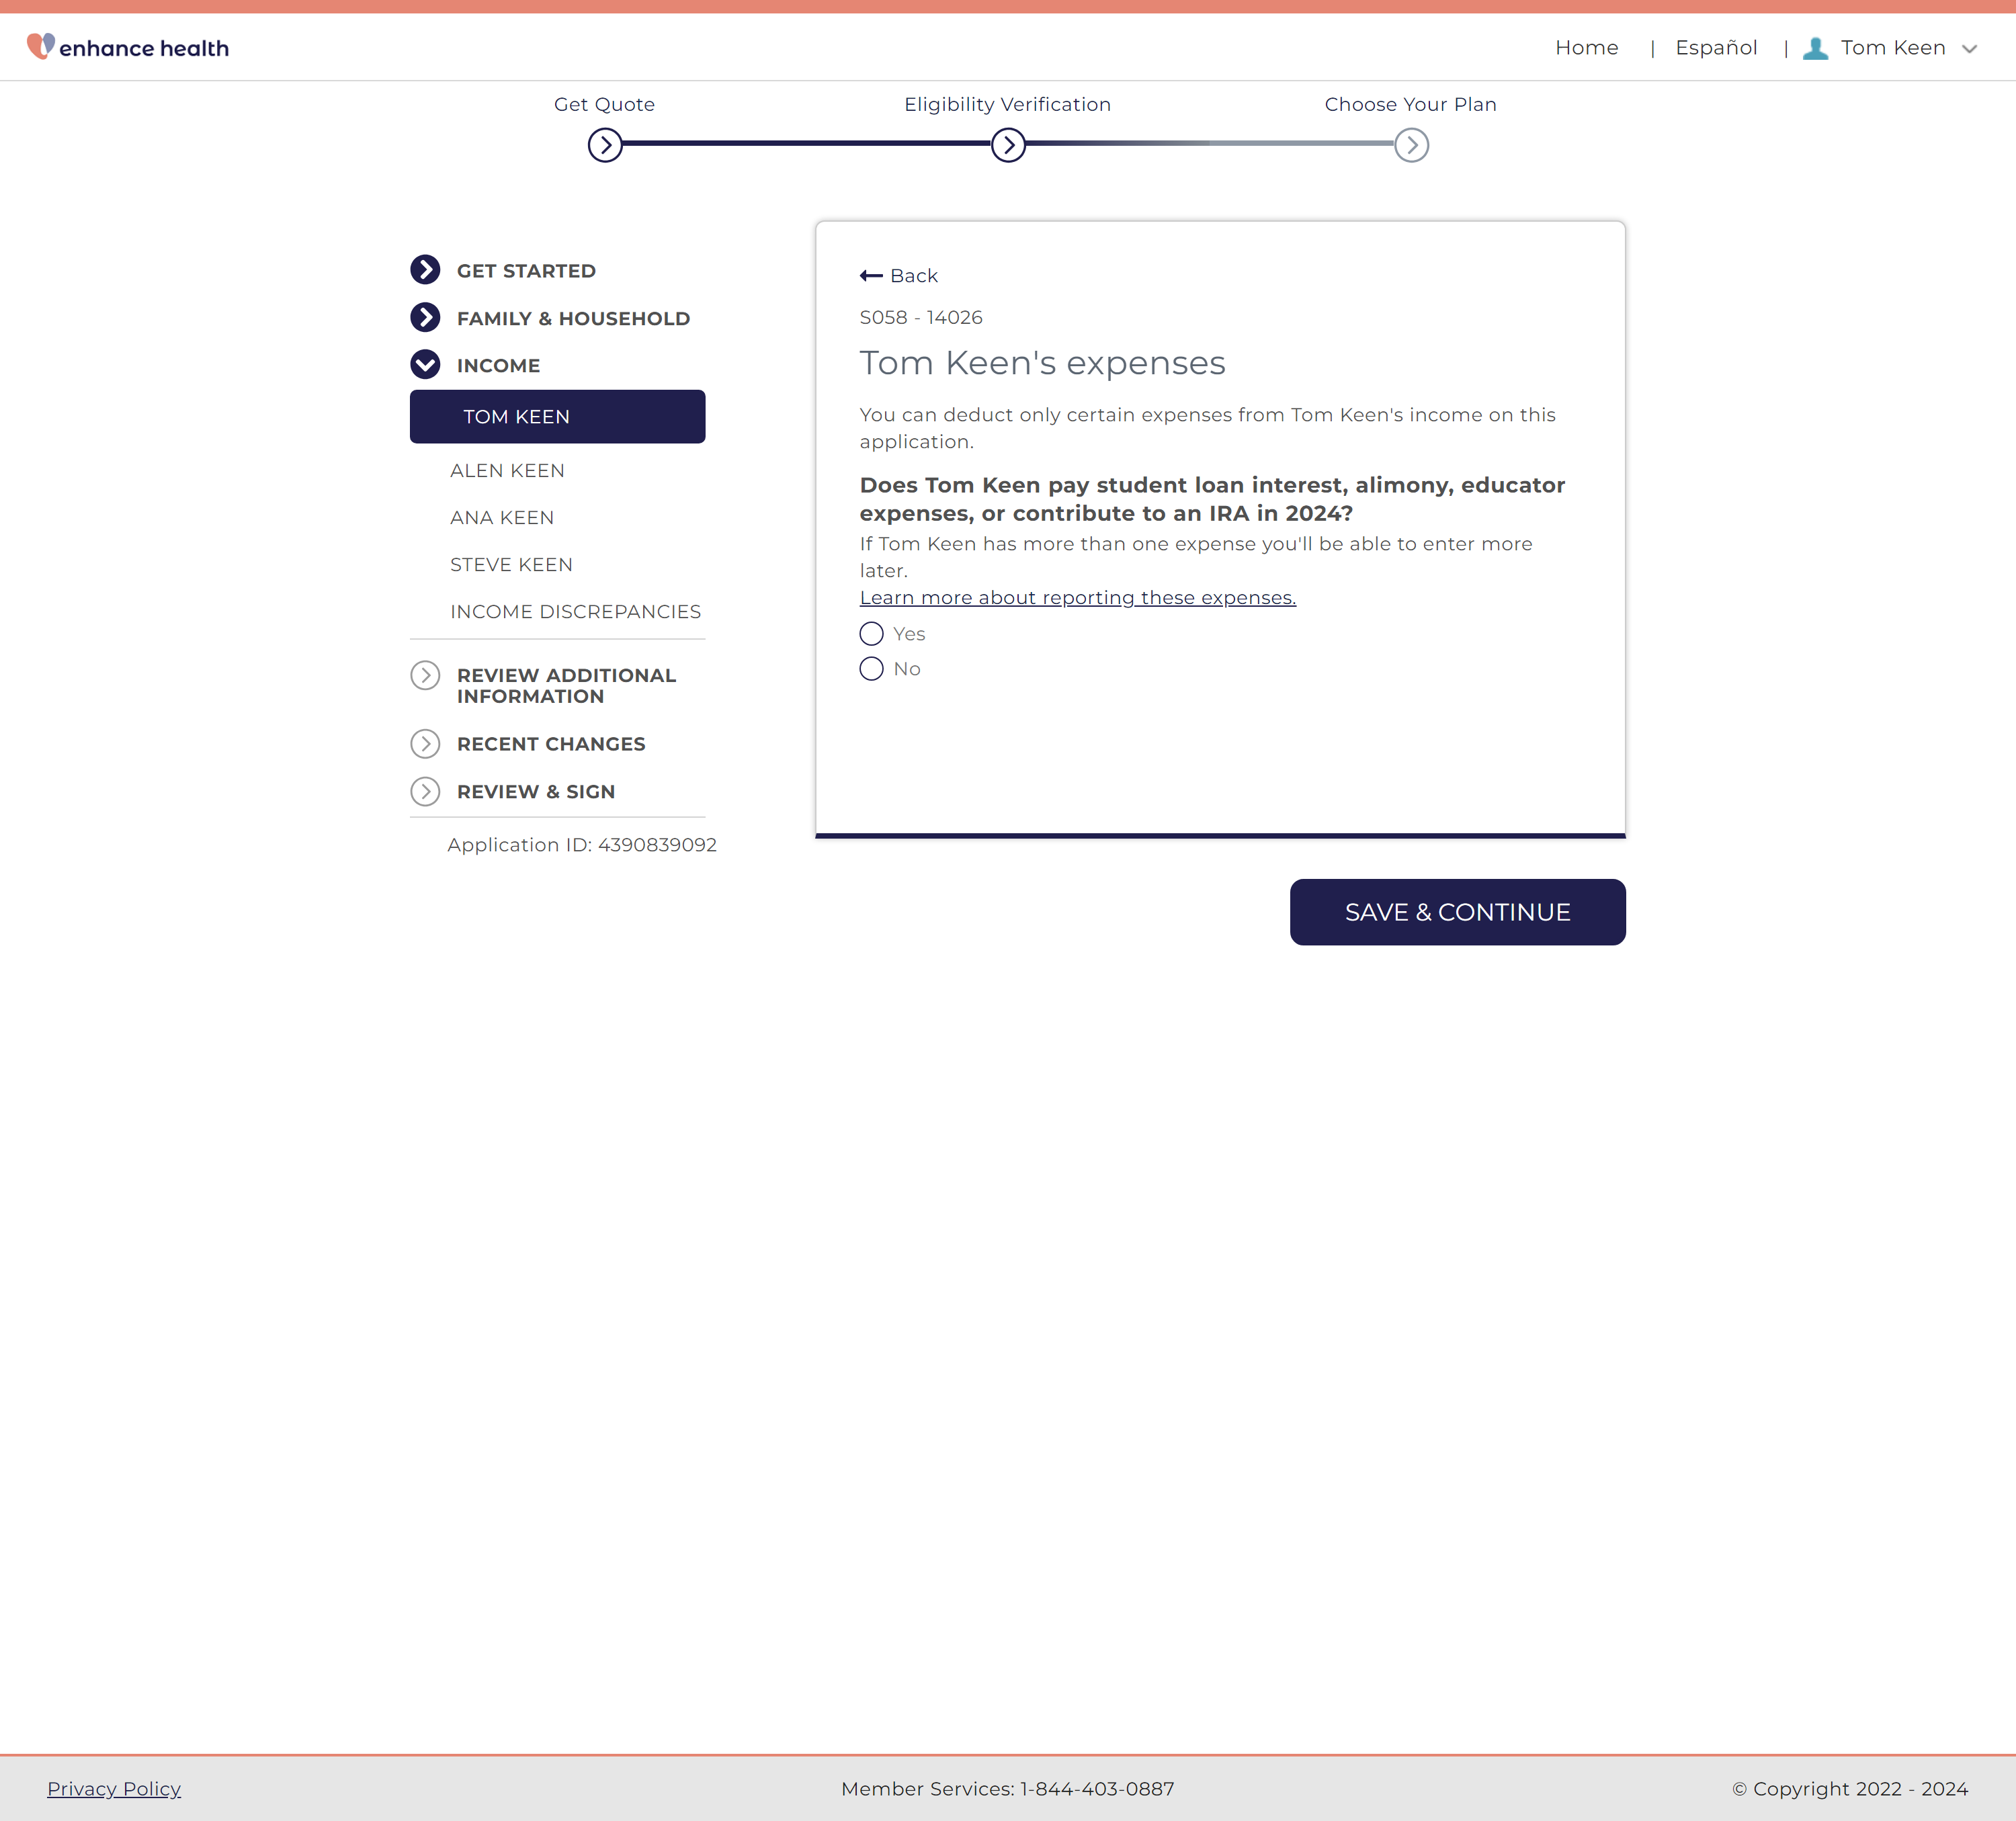 enhance health
Home | Español | Tom Keen
Get Quote
Eligibility Verification
Choose Your Plan
GET STARTED
FAMILY & HOUSEHOLD
INCOME
TOM KEEN
ALEN KEEN
ANA KEEN
STEVE KEEN
INCOME DISCREPANCIES
REVIEW ADDITIONAL
INFORMATION
RECENT CHANGES
REVIEW & SIGN
Application ID: 4390839092
Back
S058 - 14026
Tom Keen's expenses
You can deduct only certain expenses from Tom Keen's income on this
application.
Does Tom Keen pay student loan interest, alimony, educator
expenses, or contribute to an IRA in 2024?
If Tom Keen has more than one expense you'll be able to enter more
later.
Learn more about reporting these expenses.
Yes
No
SAVE & CONTINUE
Privacy Policy
Member Services: 1-844-403-0887
© Copyright 2022 - 2024